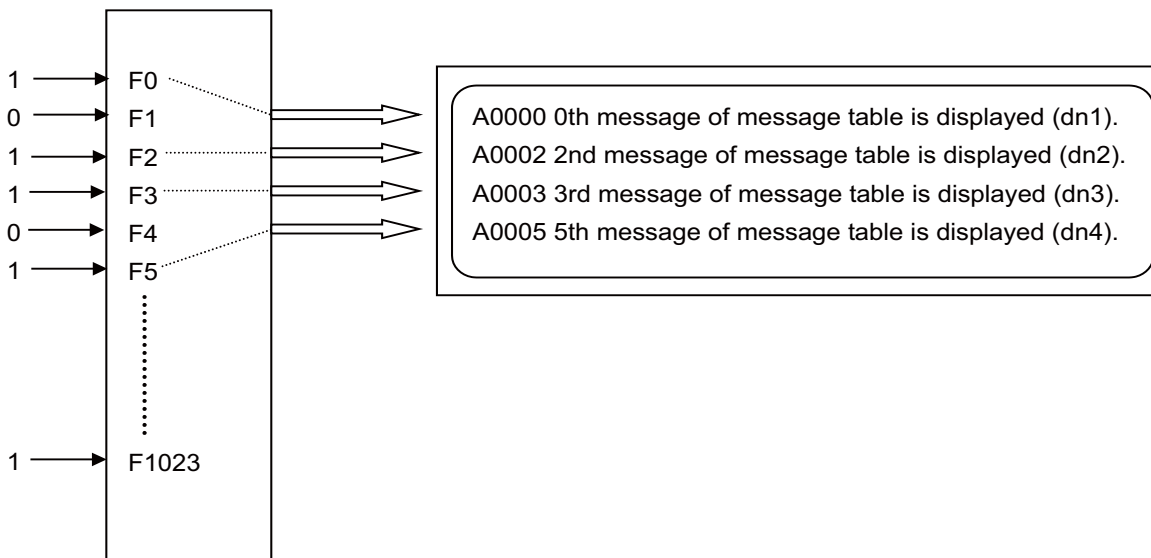 1 F0
0 F1
1 F2
1 F3
0 F4
1 F5
1 F1023
A0000 0th message of message table is displayed (dn1).
A0002 2nd message of message table is displayed (dn2).
A0003 3rd message of message table is displayed (dn3).
A0005 5th message of message table is displayed (dn4).